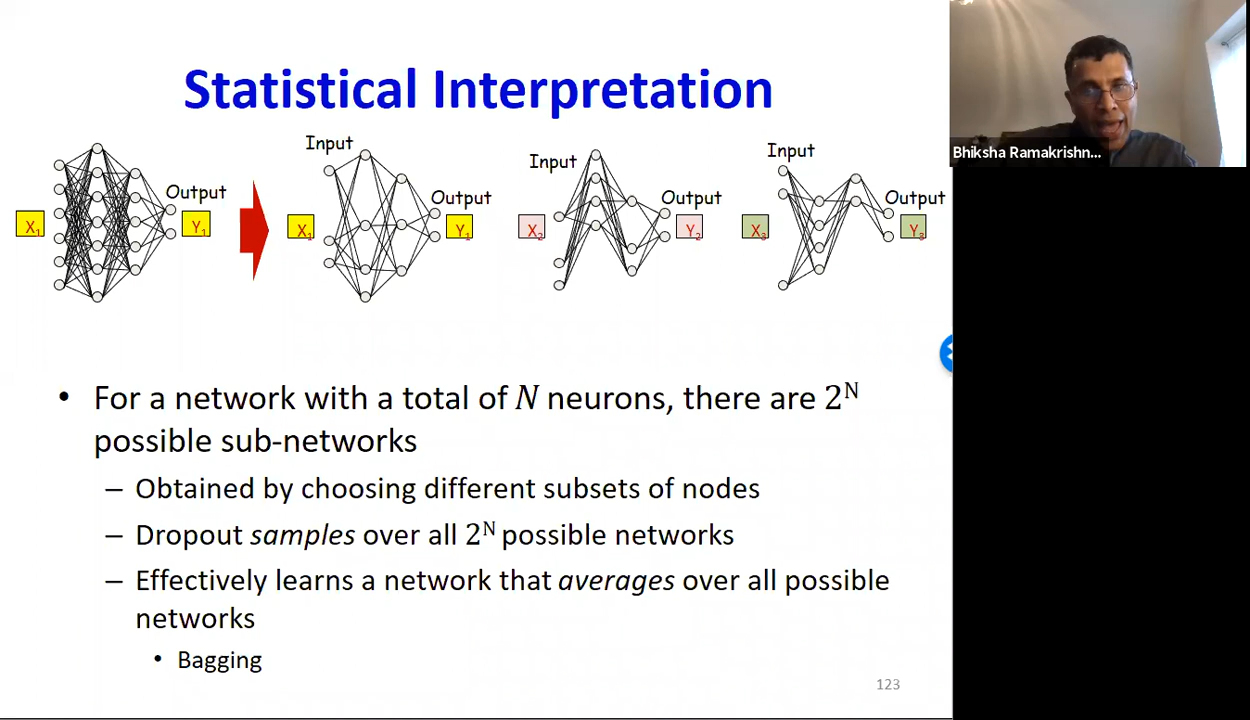 Statistical Interpretation
Bhiksha Ramakrishn...
Input
Input
Input
Output
Output
Output
Output
X₁
Y₁
X₁
Y₁
X₂
Y₂
X₃
Y₃
• For a network with a total of N neurons, there are 2ᴺ
possible sub-networks
– Obtained by choosing different subsets of nodes
– Dropout samples over all 2ᴺ possible networks
– Effectively learns a network that averages over all possible
networks
• Bagging
123